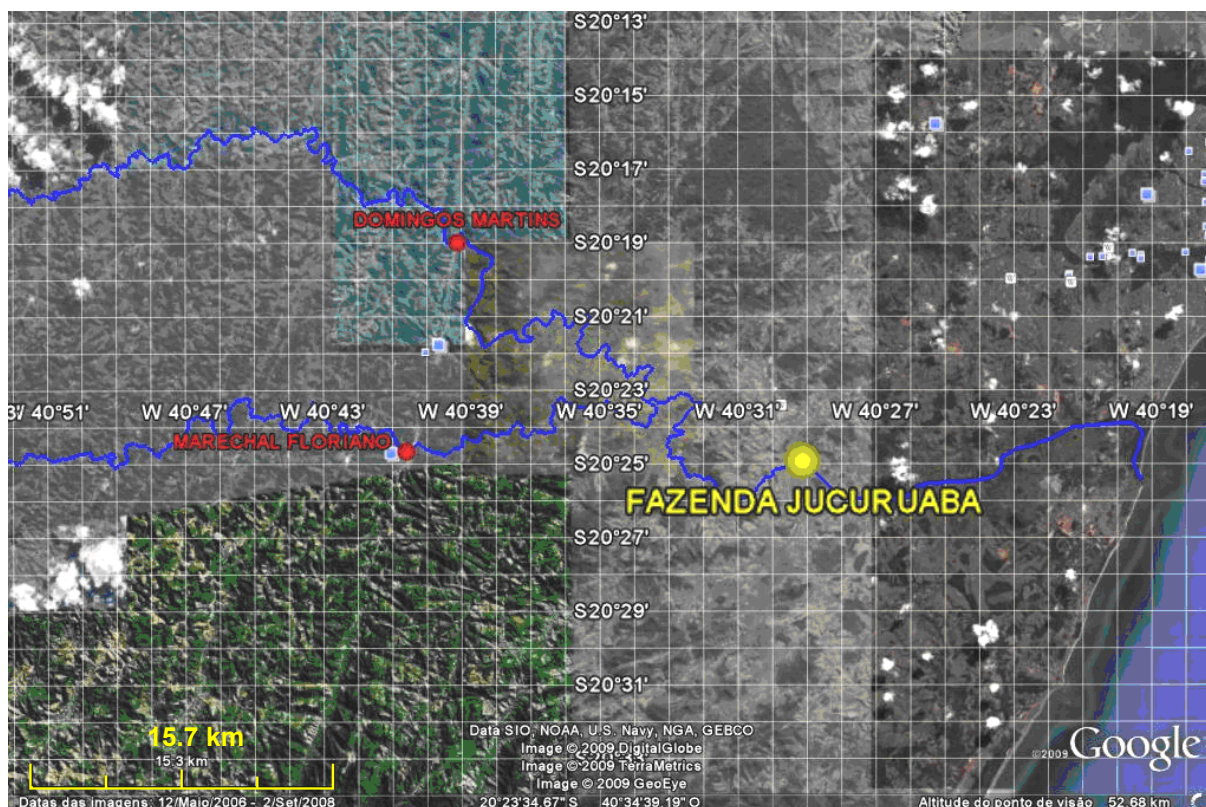 S20°13'
S20°15'
S20°17'
DOMINGOS MARTINS
S20°19'
S20°21'
S20°23'
W 40°51' W 40°47' W 40°43' W 40°39' W 40°35' W 40°31' W 40°27' W 40°23' W 40°19'
MARECHAL FLORIANO
S20°25'
FAZENDA JUCURUABA
S20°27'
S20°29'
S20°31'
15.7 km
15.3 km
Data SIO, NOAA, U.S. Navy, NGA, GEBCO
Image © 2009 DigitalGlobe
Image © 2009 TerraMetrics
Image © 2009 GeoEye
©2009 Google
Datas das imagens: 12/Maio/2006 - 2/Set/2008
20°23'34.67" S 40°34'39.19" O
Altitude do ponto de visão 52.68 km